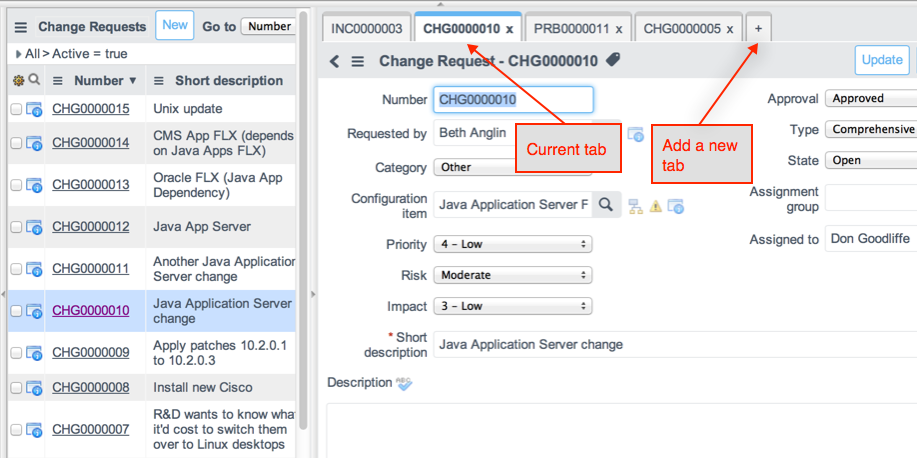 Change Requests New Go to Number
All > Active = true
Number ▼ Short description
CHG0000015 Unix update
CHG0000014 CMS App FLX (depends
on Java Apps FLX)
CHG0000013 Oracle FLX (Java App
Dependency)
CHG0000012 Java App Server
CHG0000011 Another Java Application
Server change
CHG0000010 Java Application Server
change
CHG0000009 Apply patches 10.2.0.1
to 10.2.0.3
CHG0000008 Install new Cisco
CHG0000007 R&D wants to know what
it'd cost to switch them
over to Linux desktops
INC0000003 CHG0000010 x PRB0000011 x CHG0000005 x +
Change Request - CHG0000010 Update
Number CHG0000010
Requested by Beth Anglin
Category Other
Configuration
item Java Application Server F
Priority 4 - Low
Risk Moderate
Impact 3 - Low
* Short
description Java Application Server change
Description ABC
Approval Approved
Type Comprehensive
State Open
Assignment
group
Assigned to Don Goodliffe
Current tab
Add a new
tab